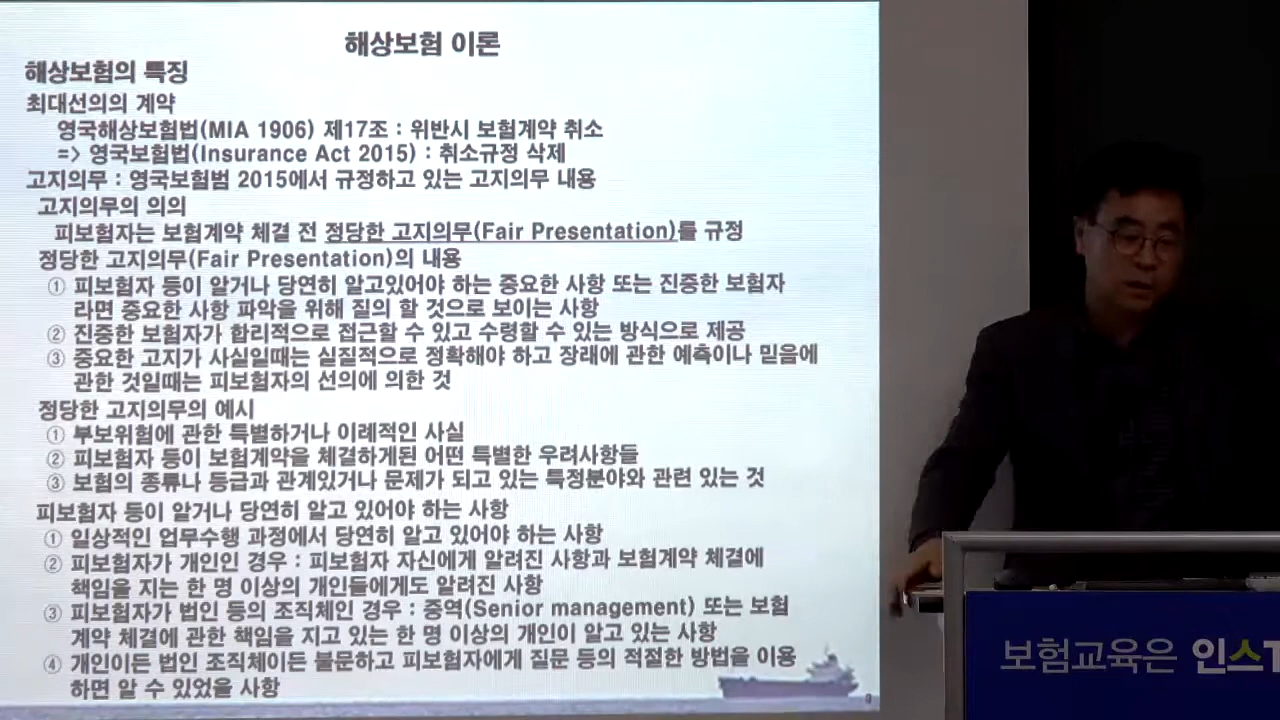 해상보험 이론
해상보험의 특징
최대선의의 계약
영국해상보험법(MIA 1906) 제17조 : 위반시 보험계약 취소
=> 영국보험법(Insurance Act 2015) : 취소규정 삭제
고지의무 : 영국보험범 2015에서 규정하고 있는 고지의무 내용
고지의무의 의의
피보험자는 보험계약 체결 전 정당한 고지의무(Fair Presentation)를 규정
정당한 고지의무(Fair Presentation)의 내용
① 피보험자 등이 알거나 당연히 알고있어야 하는 중요한 사항 또는 진중한 보험자
라면 중요한 사항 파악을 위해 질의 할 것으로 보이는 사항
② 진중한 보험자가 합리적으로 접근할 수 있고 수령할 수 있는 방식으로 제공
③ 중요한 고지가 사실일때는 실질적으로 정확해야 하고 장래에 관한 예측이나 믿음에
관한 것일때는 피보험자의 선의에 의한 것
정당한 고지의무의 예시
① 부보위험에 관한 특별하거나 이례적인 사실
② 피보험자 등이 보험계약을 체결하게된 어떤 특별한 우려사항들
③ 보험의 종류나 등급과 관계있거나 문제가 되고 있는 특정분야와 관련 있는 것
피보험자 등이 알거나 당연히 알고 있어야 하는 사항
① 일상적인 업무수행 과정에서 당연히 알고 있어야 하는 사항
② 피보험자가 개인인 경우 : 피보험자 자신에게 알려진 사항과 보험계약 체결에
책임을 지는 한 명 이상의 개인들에게도 알려진 사항
③ 피보험자가 법인 등의 조직체인 경우 : 중역(Senior management) 또는 보험
계약 체결에 관한 책임을 지고 있는 한 명 이상의 개인이 알고 있는 사항
④ 개인이든 법인 조직체이든 불문하고 피보험자에게 질문 등의 적절한 방법을 이용
하면 알 수 있었을 사항
보험교육은 인스